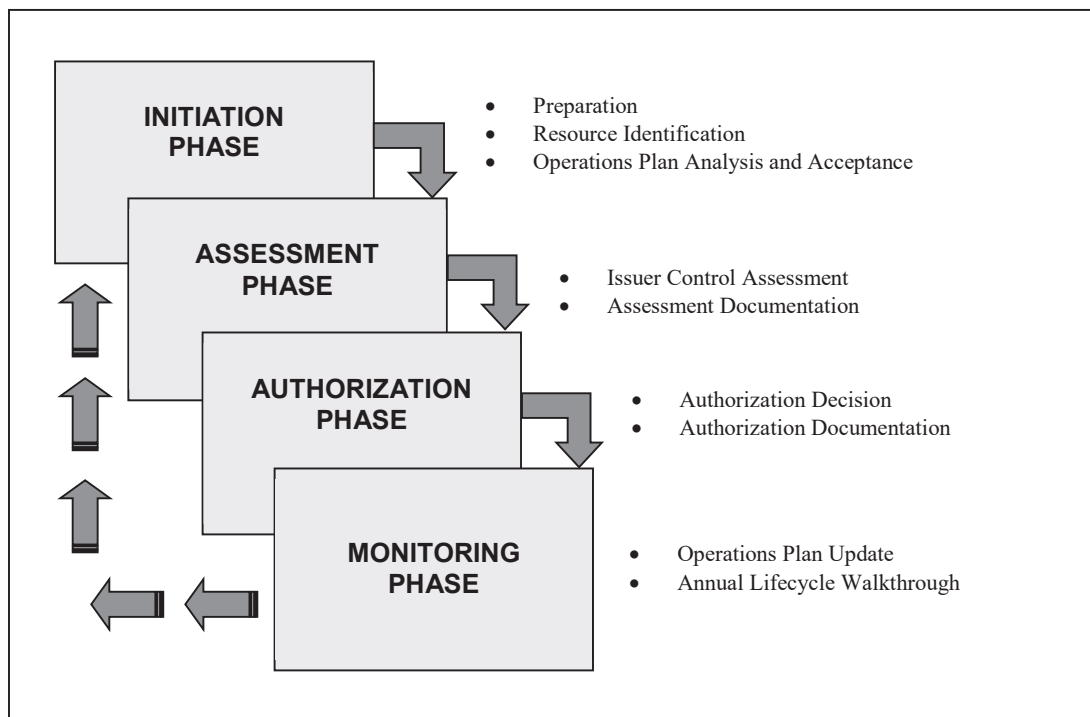 INITIATION
PHASE
• Preparation
• Resource Identification
• Operations Plan Analysis and Acceptance
ASSESSMENT
PHASE
• Issuer Control Assessment
• Assessment Documentation
AUTHORIZATION
PHASE
• Authorization Decision
• Authorization Documentation
MONITORING
PHASE
• Operations Plan Update
• Annual Lifecycle Walkthrough